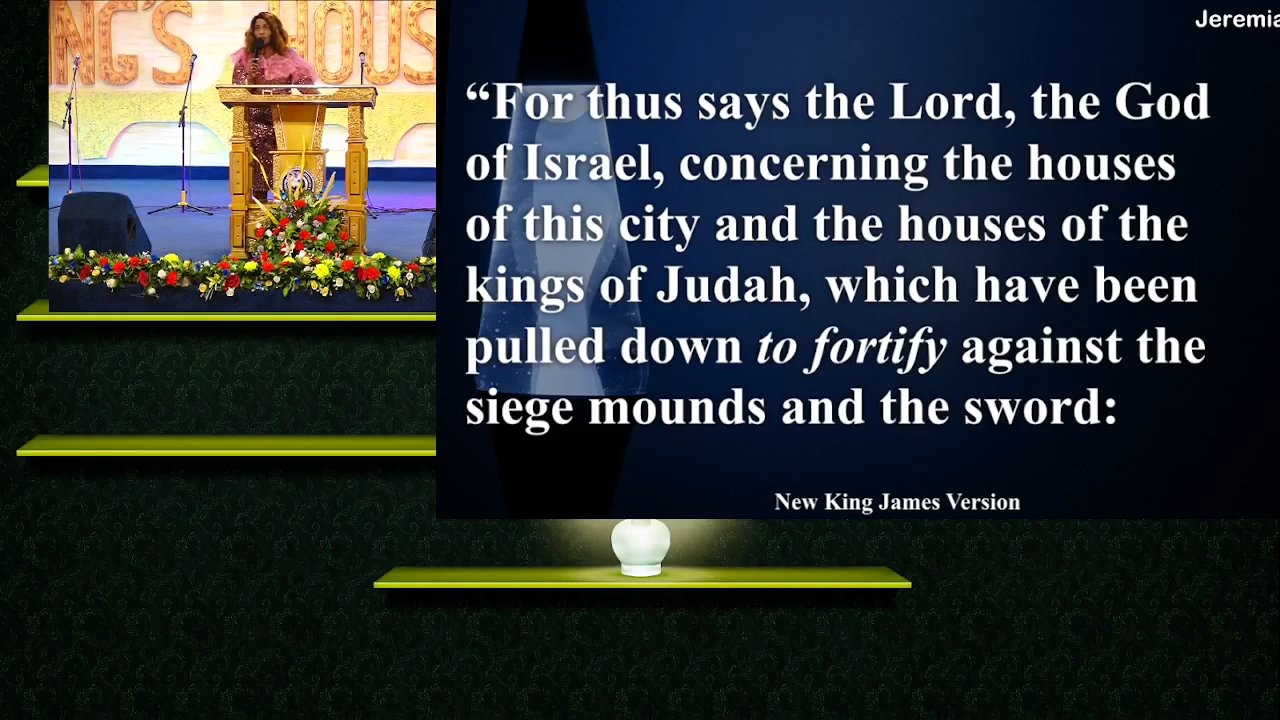 NG'S HOUS
Jeremia
“For thus says the Lord, the God
of Israel, concerning the houses
of this city and the houses of the
kings of Judah, which have been
pulled down to fortify against the
siege mounds and the sword:
New King James Version